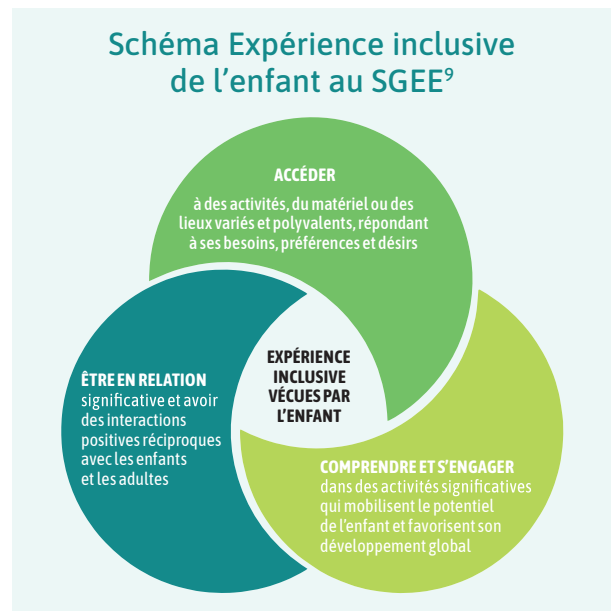 Schéma Expérience inclusive
de l'enfant au SGEE⁹
ACCÉDER
à des activités, du matériel ou des
lieux variés et polyvalents, répondant
à ses besoins, préférences et désirs
EXPÉRIENCE
INCLUSIVE
VÉCUES PAR
L'ENFANT
ÊTRE EN RELATION
significative et avoir
des interactions
positives réciproques
avec les enfants
et les adultes
COMPRENDRE ET S'ENGAGER
dans des activités significatives
qui mobilisent le potentiel
de l'enfant et favorisent son
développement global